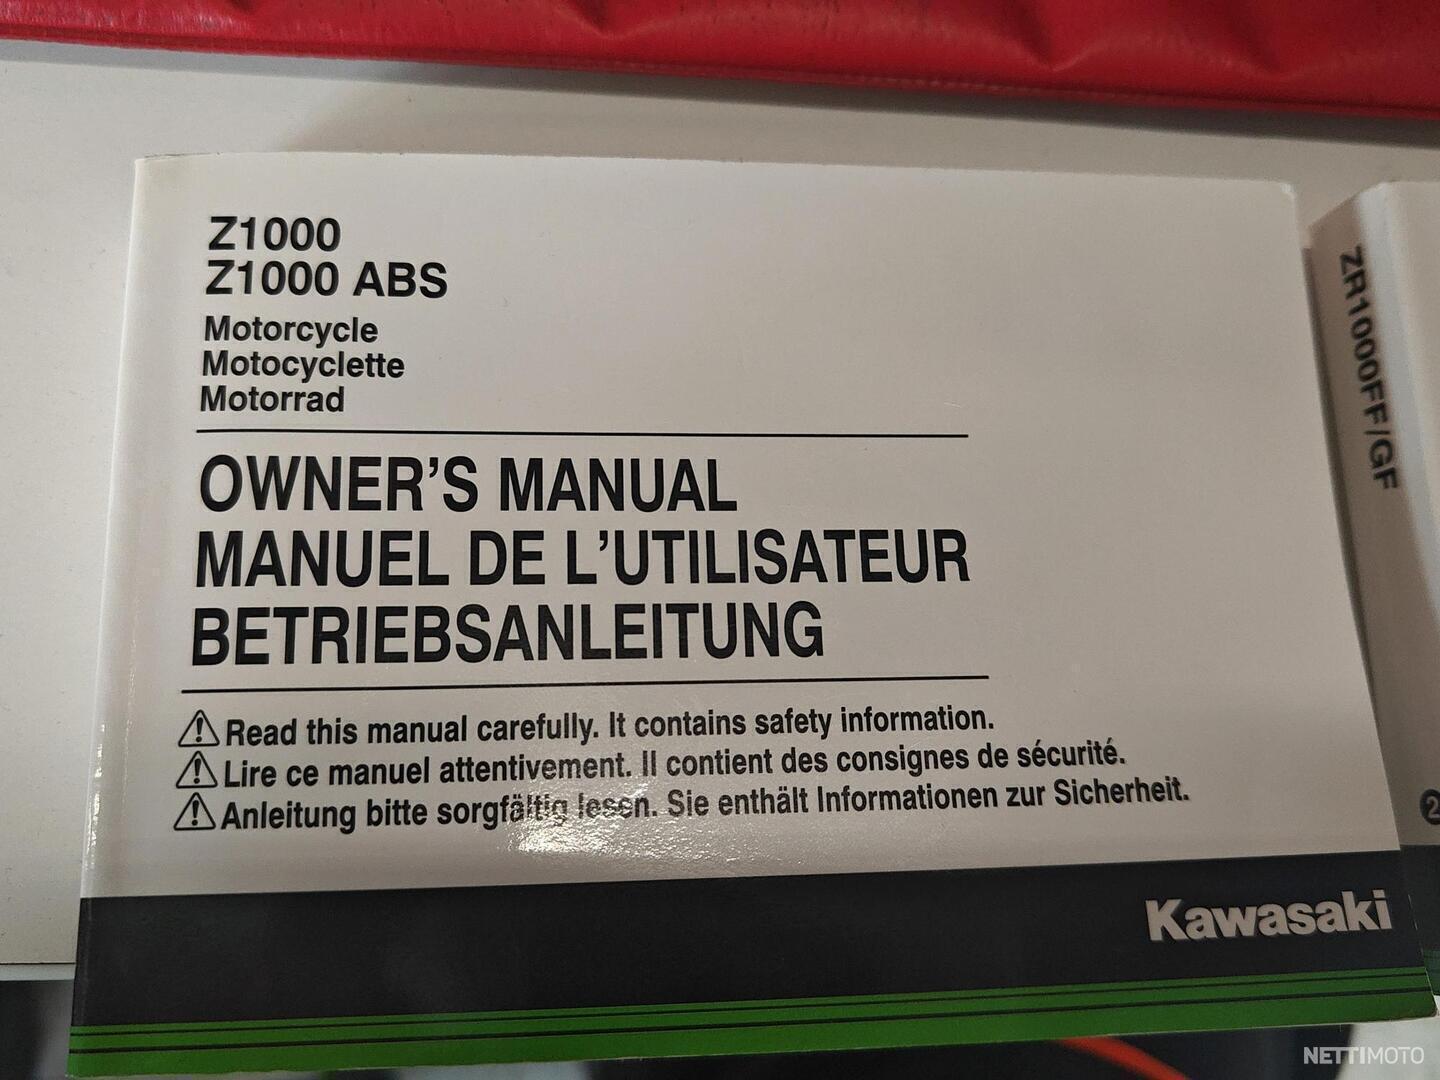 Z1000
Z1000 ABS
Motorcycle
Motocyclette
Motorrad
OWNER'S MANUAL
MANUEL DE L'UTILISATEUR
BETRIEBSANLEITUNG
Read this manual carefully. It contains safety information.
Lire ce manuel attentivement. Il contient des consignes de sécurité.
Anleitung bitte sorgfältig lesen. Sie enthält Informationen zur Sicherheit.
Kawasaki
ZR1000FF/GF
2
NETTIMOTO